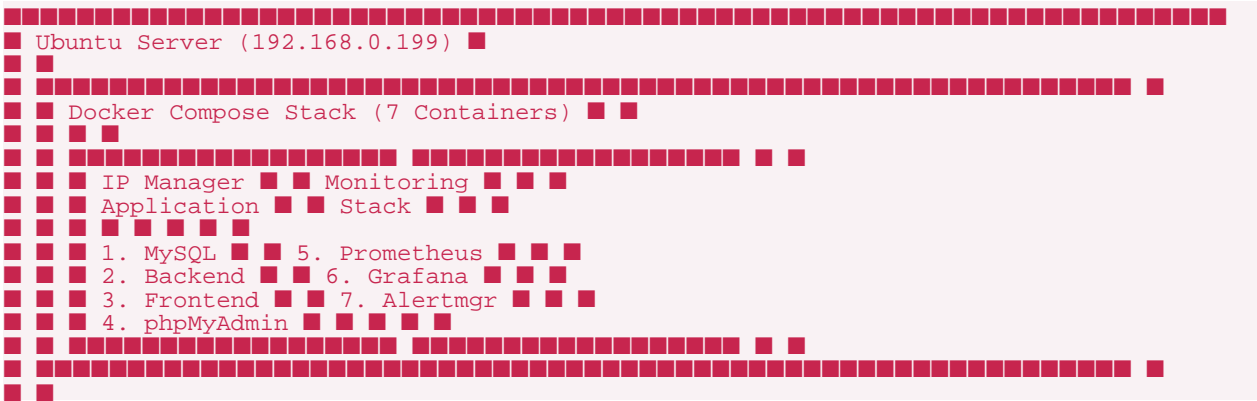 Ubuntu Server (192.168.0.199)
Docker Compose Stack (7 Containers)
IP Manager Monitoring
Application Stack
1. MySQL 5. Prometheus
2. Backend 6. Grafana
3. Frontend 7. Alertmgr
4. phpMyAdmin